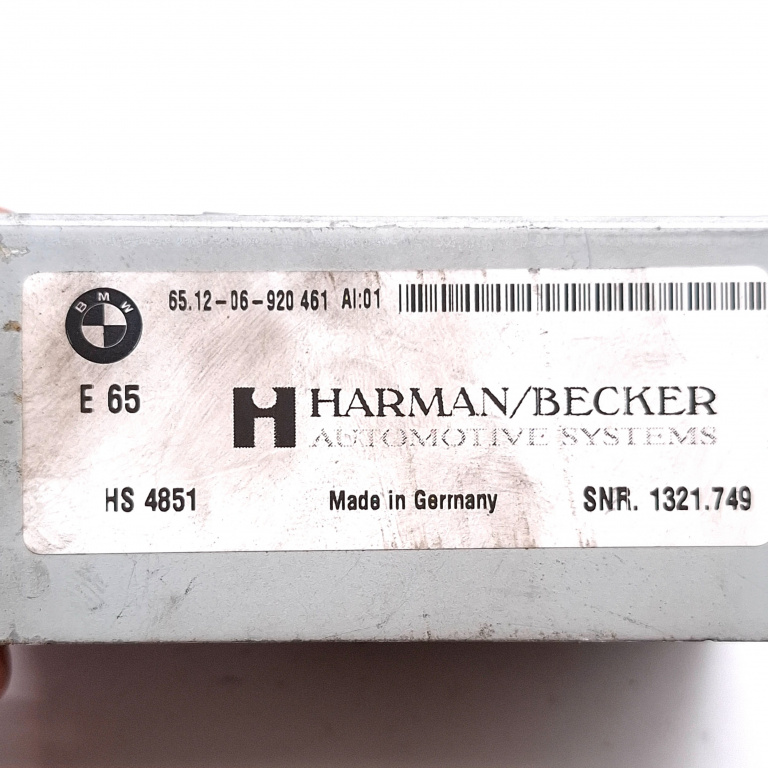 BMW
65.12-06-920 461 AI:01
E 65
HARMAN/BECKER
AUTOMOTIVE SYSTEMS
HS 4851 Made in Germany SNR. 1321.749